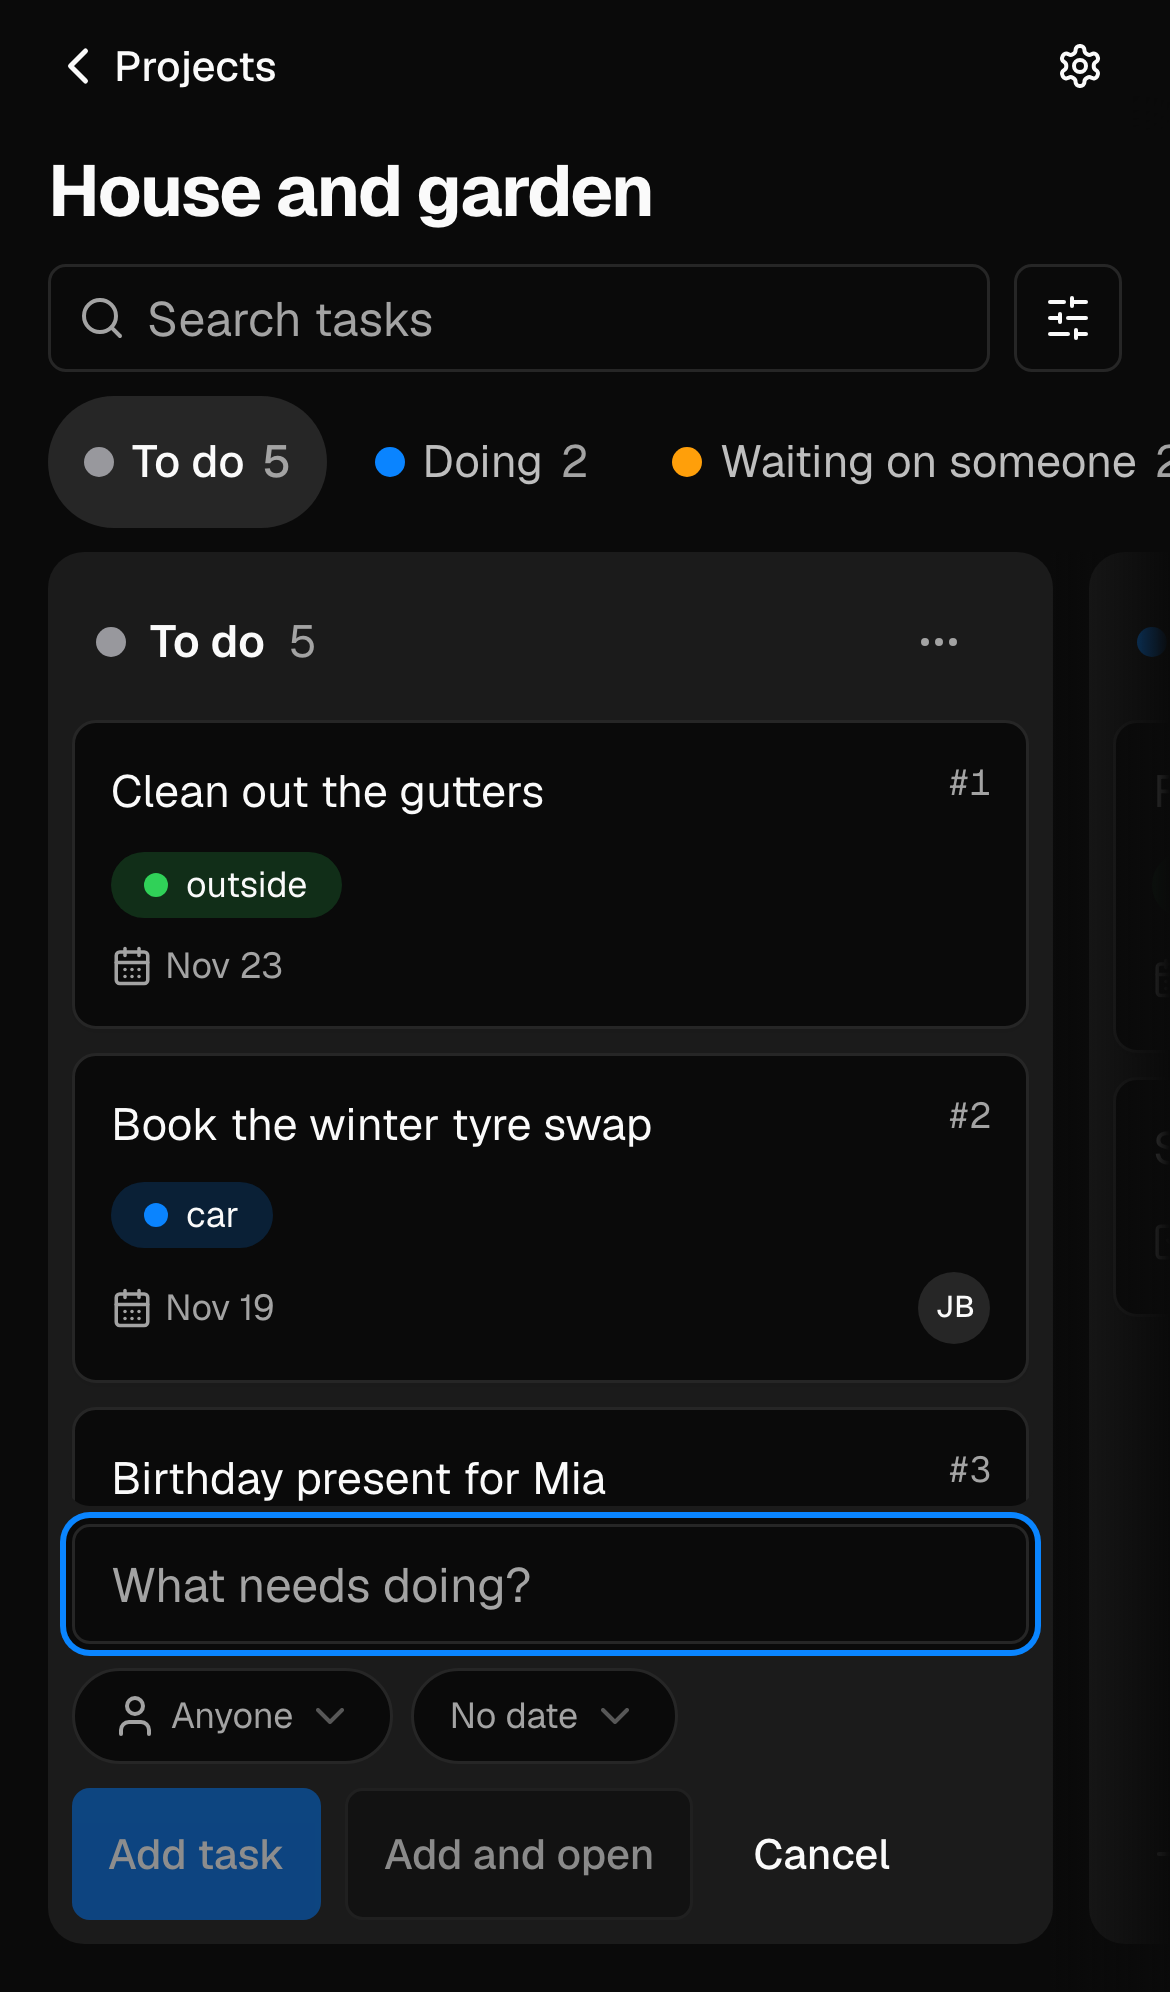 Projects
House and garden
Search tasks
To do 5
Doing 2
Waiting on someone
To do 5
Clean out the gutters
#1
outside
Nov 23
Book the winter tyre swap
#2
car
Nov 19
JB
Birthday present for Mia
#3
What needs doing?
Anyone
No date
Add task
Add and open
Cancel